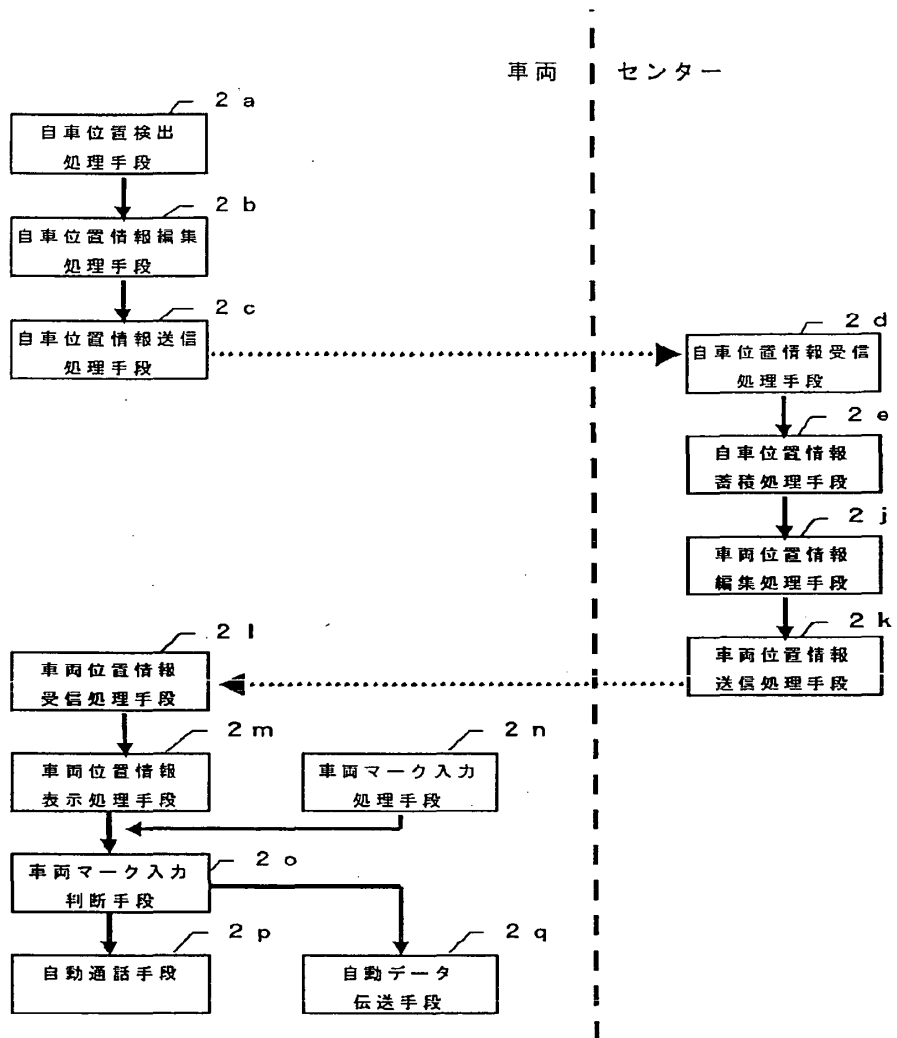 車両
センター
2a
自車位置検出
処理手段
2b
自車位置情報編集
処理手段
2c
自車位置情報送信
処理手段
2d
自車位置情報受信
処理手段
2e
自車位置情報
蓄積処理手段
2j
車両位置情報
編集処理手段
2k
車両位置情報
送信処理手段
2l
車両位置情報
受信処理手段
2m
車両位置情報
表示処理手段
2n
車両マーク入力
処理手段
2o
車両マーク入力
判断手段
2p
自動通話手段
2q
自動データ
伝送手段